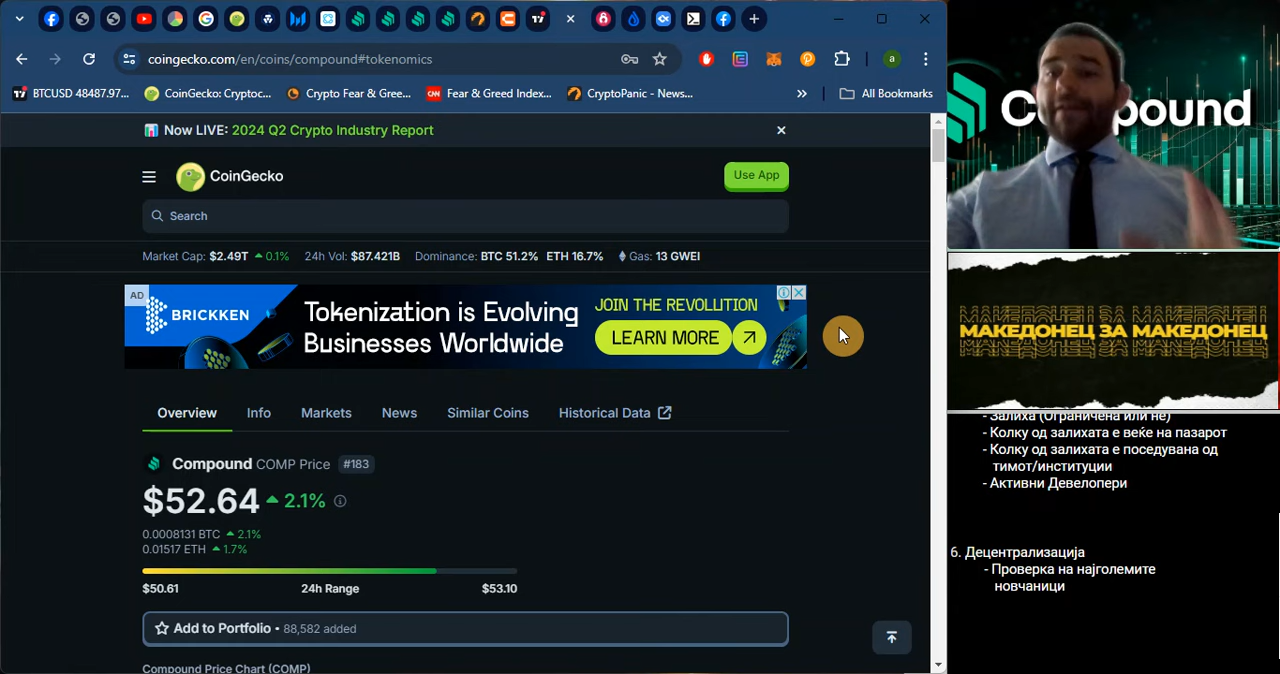 coingecko.com/en/coins/compound#tokenomics
BTCUSD 48487.97...
CoinGecko: Cryptoc...
Crypto Fear & Gree...
Fear & Greed Index...
CryptoPanic - News...
»
All Bookmarks
Now LIVE: 2024 Q2 Crypto Industry Report
CoinGecko
Use App
Search
Market Cap: $2.49T 0.1% 24h Vol: $87.421B Dominance: BTC 51.2% ETH 16.7% Gas: 13 GWEI
AD
BRICKKEN
Tokenization is Evolving
Businesses Worldwide
JOIN THE REVOLUTION
LEARN MORE
Overview Info Markets News Similar Coins Historical Data
Compound COMP Price #183
$52.64 2.1%
0.0008131 BTC 2.1%
0.01517 ETH 1.7%
$50.61 24h Range $53.10
Add to Portfolio • 88,582 added
Compound Price Chart (COMP)
МАКЕДОНЕЦ ЗА МАКЕДОНЕЦ
- Залиха (Ограничена или не)
- Колку од залихата е веќе на пазарот
- Колку од залихата е поседувана од
тимот/институции
- Активни Девелопери
6. Децентрализација
- Проверка на најголемите
новчаници